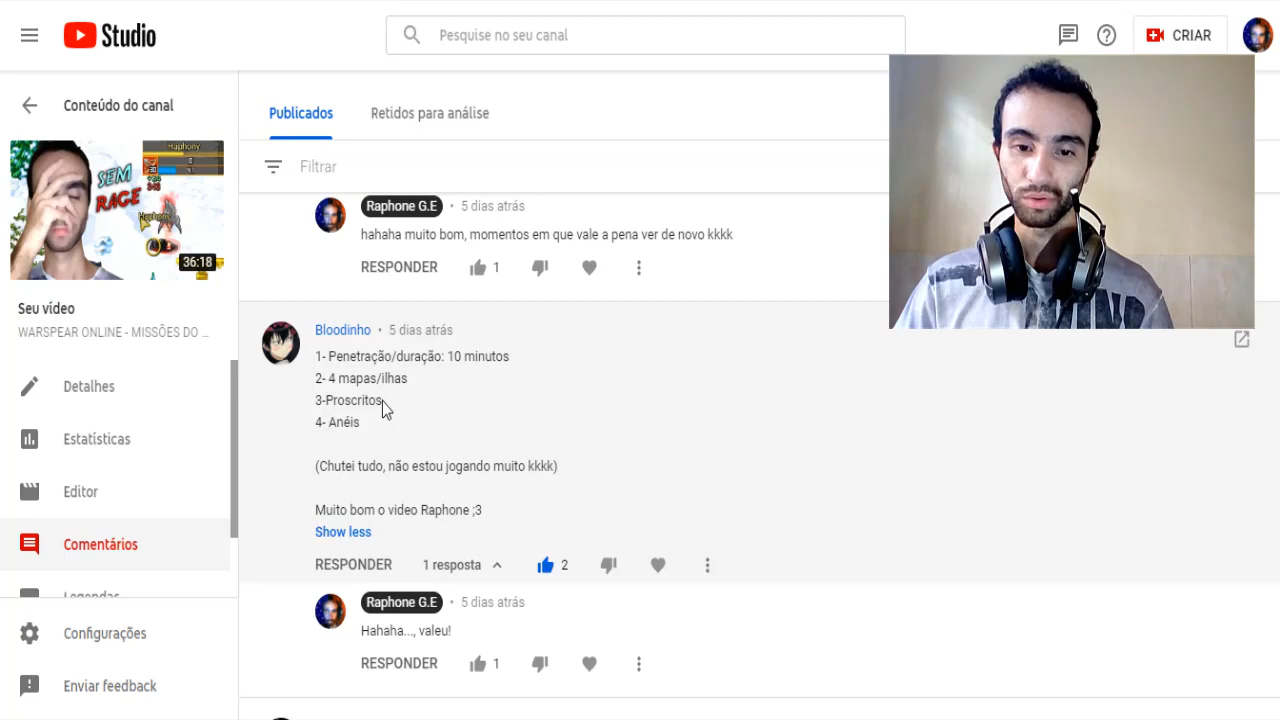 Studio
Pesquise no seu canal
CRIAR
Conteúdo do canal
Haphony
SEM
RAGE
36:18
Seu vídeo
WARSPEAR ONLINE - MISSÕES DO ...
Detalhes
Estatísticas
Editor
Comentários
Legendas
Configurações
Enviar feedback
Publicados
Retidos para análise
Filtrar
Raphone G.E • 5 dias atrás
hahaha muito bom, momentos em que vale a pena ver de novo kkkk
RESPONDER 1
Bloodinho • 5 dias atrás
1- Penetração/duração: 10 minutos
2- 4 mapas/ilhas
3-Proscritos
4- Anéis
(Chutei tudo, não estou jogando muito kkkk)
Muito bom o video Raphone ;3
Show less
RESPONDER 1 resposta 2
Raphone G.E • 5 dias atrás
Hahaha..., valeu!
RESPONDER 1